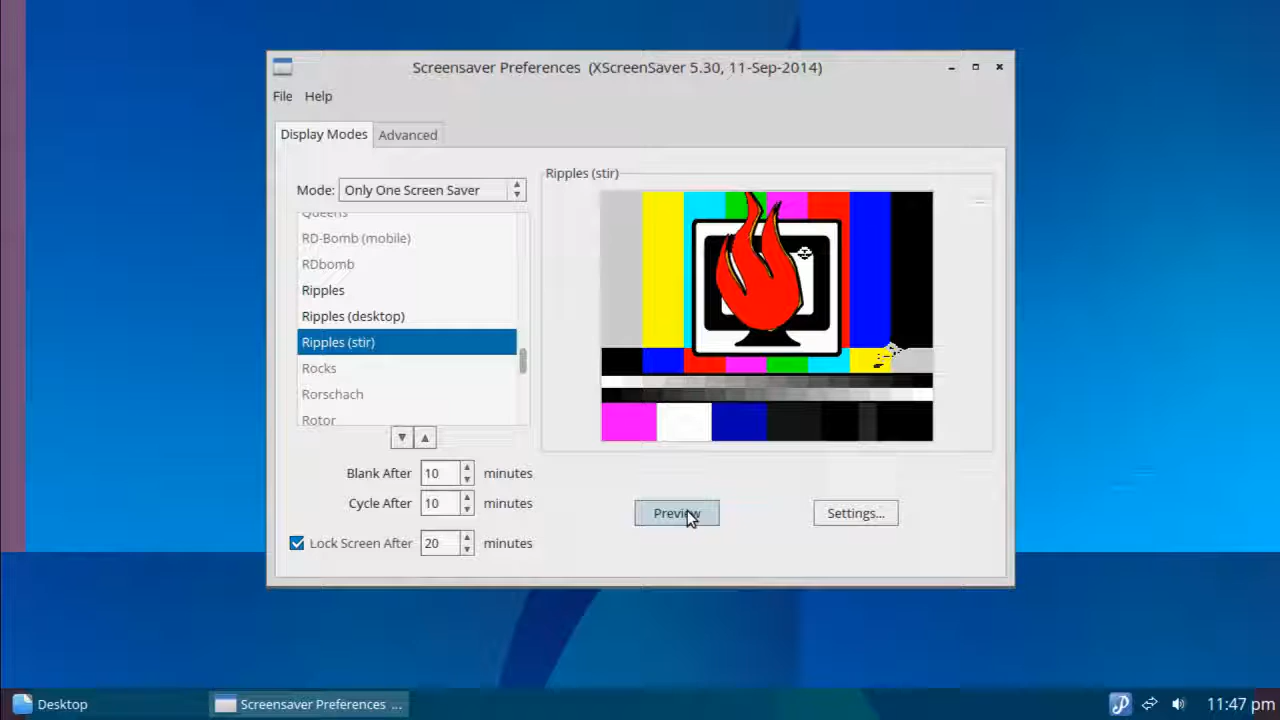 Screensaver Preferences (XScreenSaver 5.30, 11-Sep-2014)
File Help
Display Modes Advanced
Mode: Only One Screen Saver
Queens
RD-Bomb (mobile)
RDbomb
Ripples
Ripples (desktop)
Ripples (stir)
Rocks
Rorschach
Rotor
Blank After 10 minutes
Cycle After 10 minutes
Lock Screen After 20 minutes
Ripples (stir)
Preview Settings...
Desktop Screensaver Preferences ... 11:47 pm